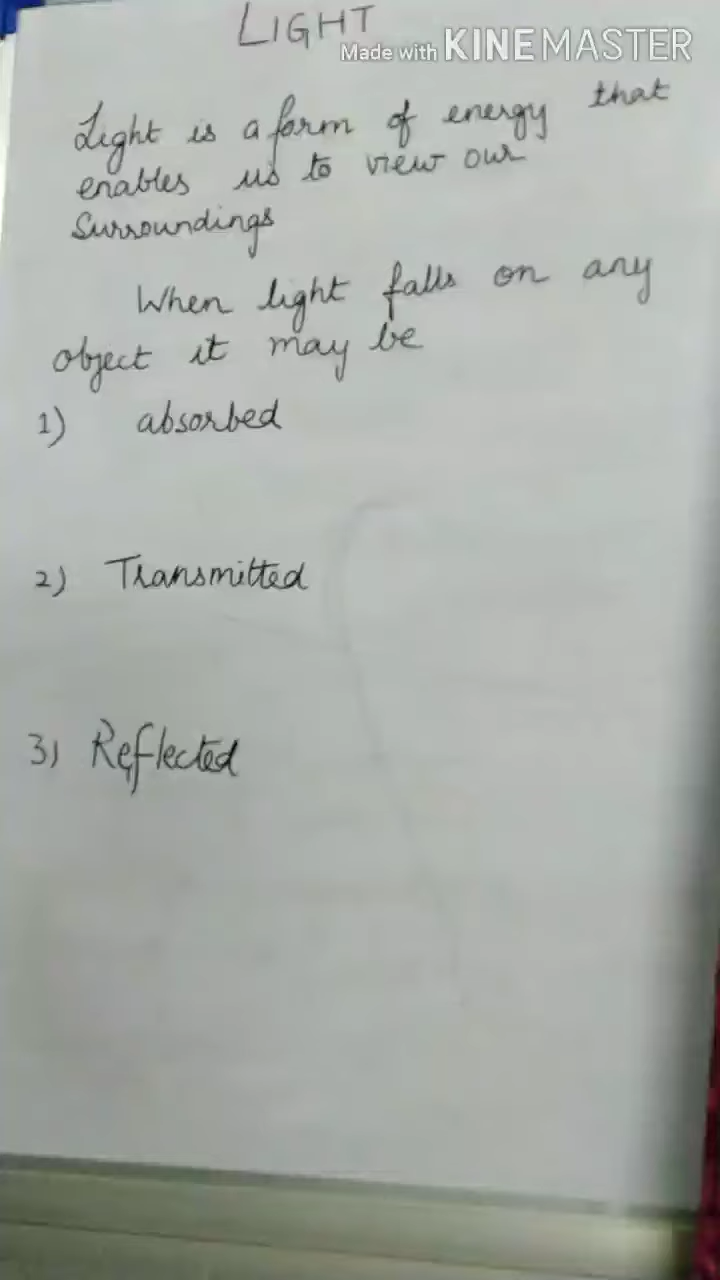 LIGHT
Made with KINEMASTER
Light is a form of energy that
enables us to view our
Surroundings
When light falls on any
object it may be
1) absorbed
2) Transmitted
3) Reflected